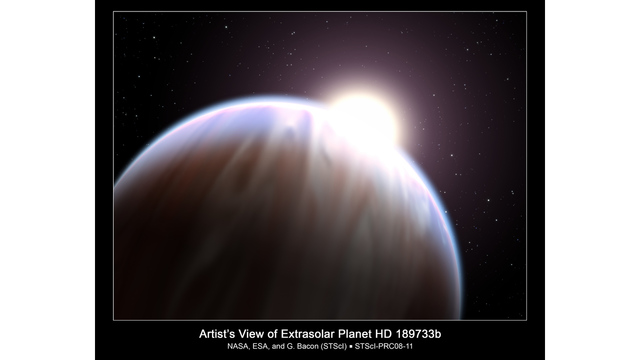 Artist's View of Extrasolar Planet HD 189733b
NASA, ESA, and G. Bacon (STScI) ▪ STScI-PRC08-11